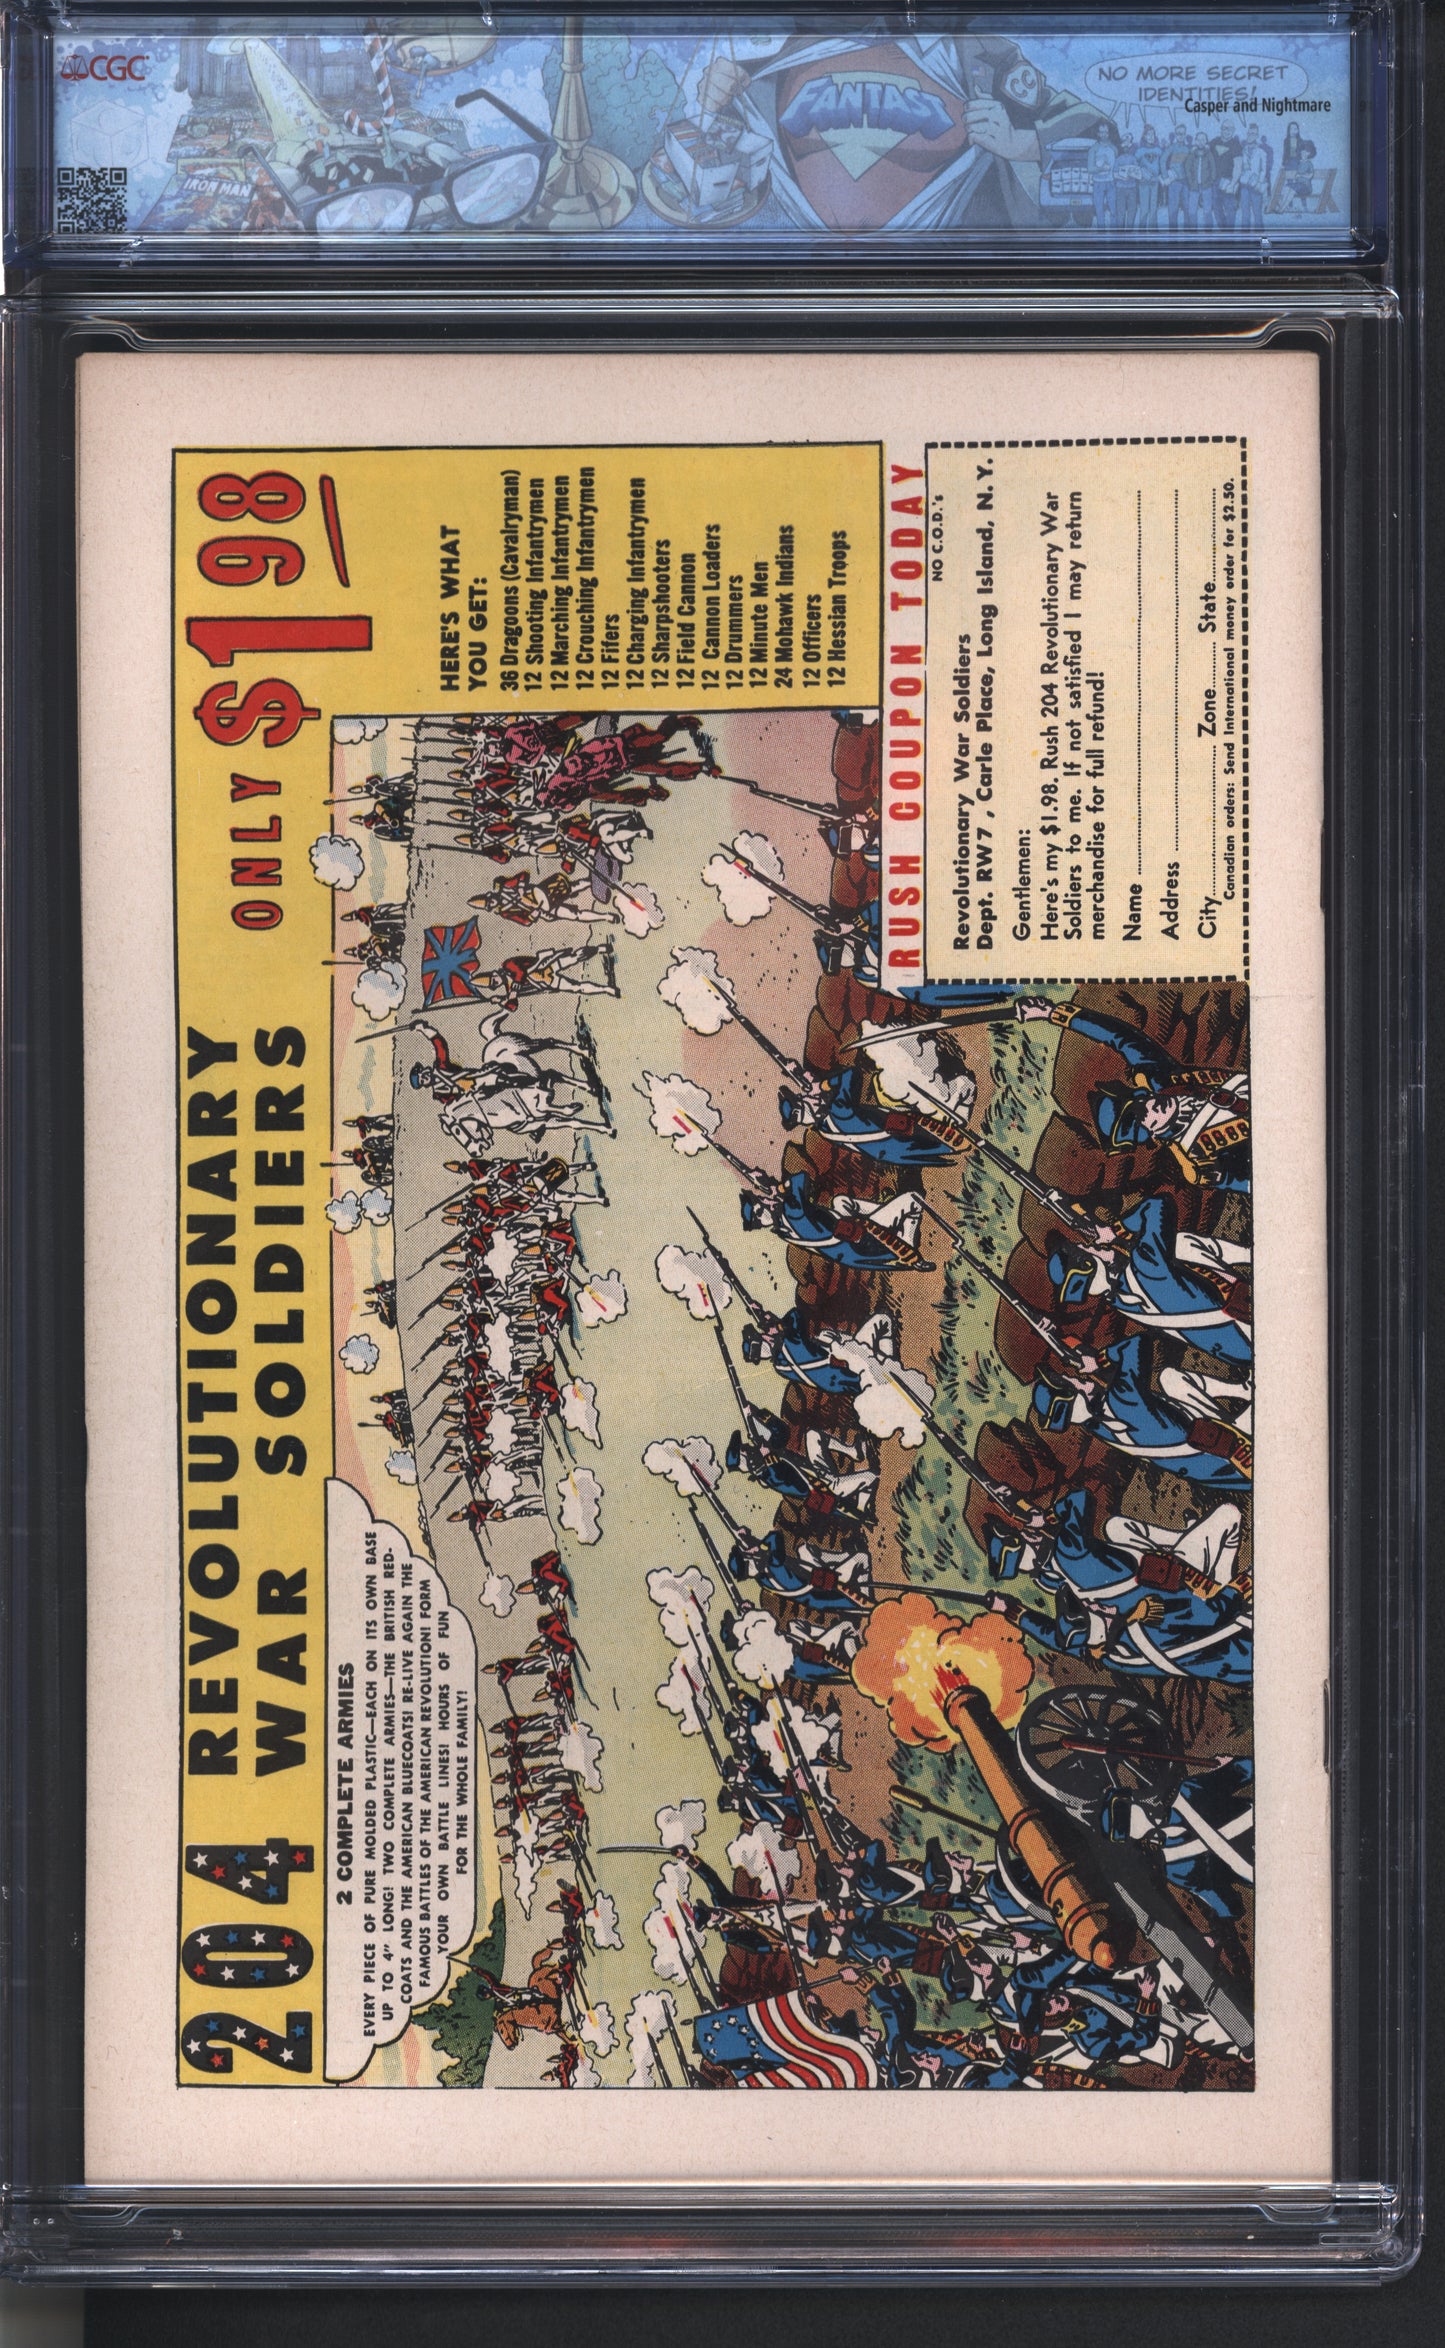 CGC
IRON MAN
FANTAST
NO MORE SECRET
IDENTITIES!
Casper and Nightmare
204 REVOLUTIONARY
WAR SOLDIERS
ONLY $1 98
2 COMPLETE ARMIES
EVERY PIECE OF PURE MOLDED PLASTIC—EACH ON ITS OWN BASE
UP TO 4" LONG! TWO COMPLETE ARMIES—THE BRITISH RED-
COATS AND THE AMERICAN BLUECOATS! RE-LIVE AGAIN THE
FAMOUS BATTLES OF THE AMERICAN REVOLUTION! FORM
YOUR OWN BATTLE LINES! HOURS OF FUN
FOR THE WHOLE FAMILY!
HERE'S WHAT
YOU GET:
36 Dragoons (Cavalryman)
12 Shooting Infantrymen
12 Marching Infantrymen
12 Crouching Infantrymen
12 Fifers
12 Charging Infantrymen
12 Sharpshooters
12 Field Cannon
12 Cannon Loaders
12 Drummers
12 Minute Men
24 Mohawk Indians
12 Officers
12 Hessian Troops
RUSH COUPON TODAY
NO C.O.D.'s
Revolutionary War Soldiers
Dept. RW7, Carle Place, Long Island, N. Y.
Gentlemen:
Here's my $1.98. Rush 204 Revolutionary War
Soldiers to me. If not satisfied I may return
merchandise for full refund!
Name
Address
City Zone State
Canadian orders: Send International money order for $2.50.